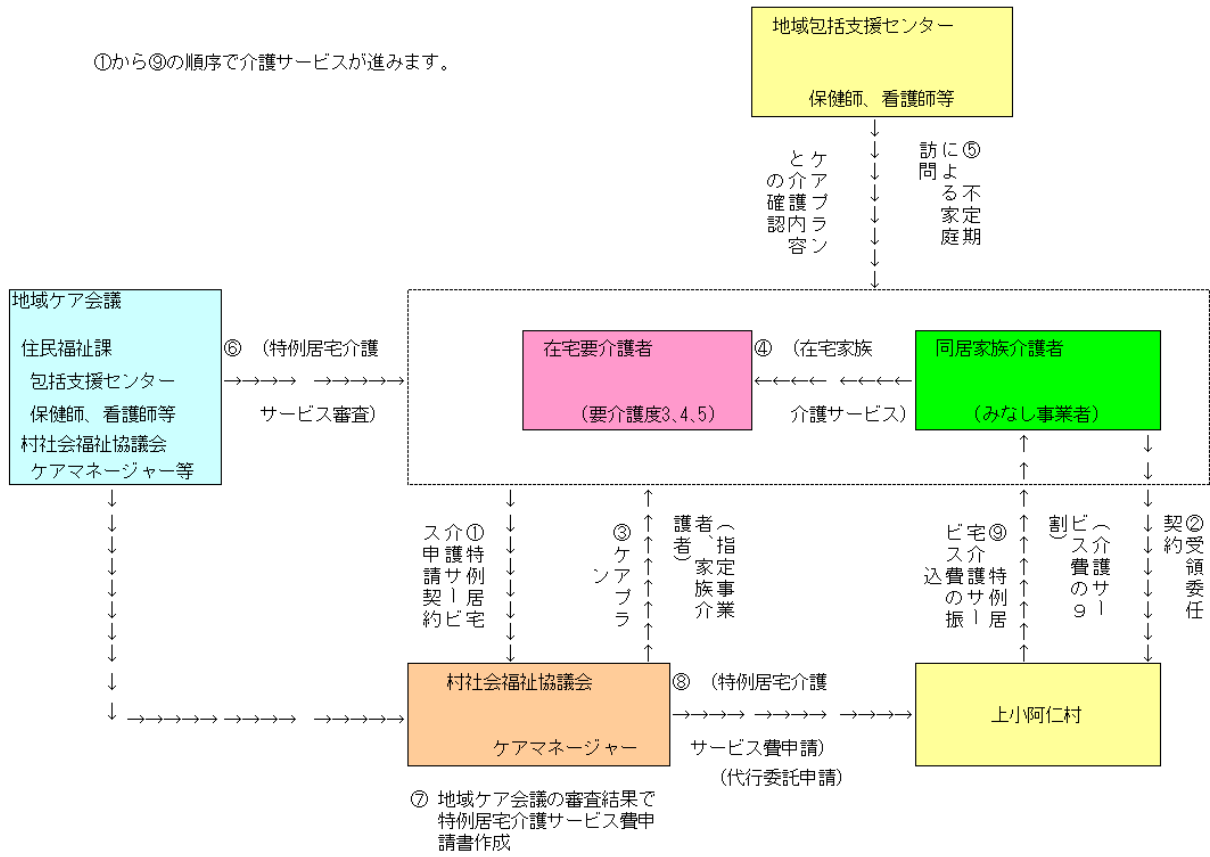 ①から⑨の順序で介護サービスが進みます。
地域包括支援センター
保健師、看護師等
⑤ 不定期
による家庭
訪問
ケアプラン
と介護内容
の確認
地域ケア会議
住民福祉課
包括支援センター
保健師、看護師等
村社会福祉協議会
ケアマネージャー等
⑥ (特例居宅介護
サービス審査)
在宅要介護者
(要介護度3、4、5)
④ (在宅家族
介護サービス)
同居家族介護者
(みなし事業者)
①特例居宅
介護サービ
ス申請契約
③ケアプラ
ン
(指定事業
者、家族介
護者)
⑨ 特例居
宅介護サー
ビス費の振
込
(介護サー
ビス費の9
割)
②受領委任
契約
村社会福祉協議会
ケアマネージャー
⑧ (特例居宅介護
サービス費申請)
(代行委託申請)
上小阿仁村
⑦ 地域ケア会議の審査結果で
特例居宅介護サービス費申
請書作成